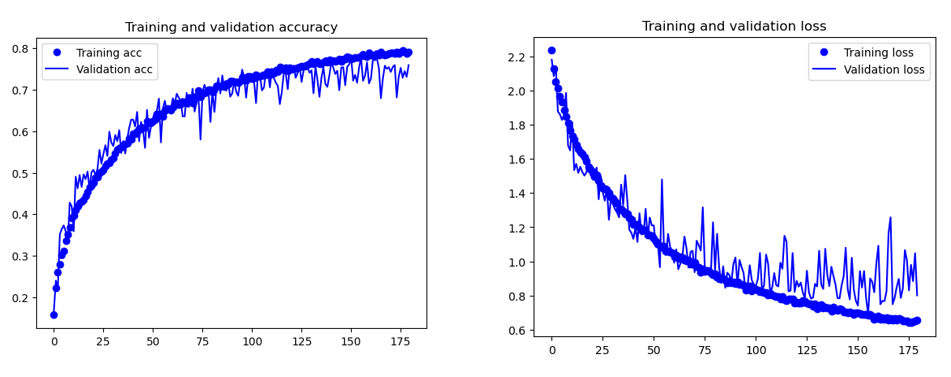 Training and validation accuracy
0.8
0.7
0.6
0.5
0.4
0.3
0.2
Training acc
Validation acc
0 25 50 75 100 125 150 175
Training and validation loss
2.2
2.0
1.8
1.6
1.4
1.2
1.0
0.8
0.6
Training loss
Validation loss
0 25 50 75 100 125 150 175